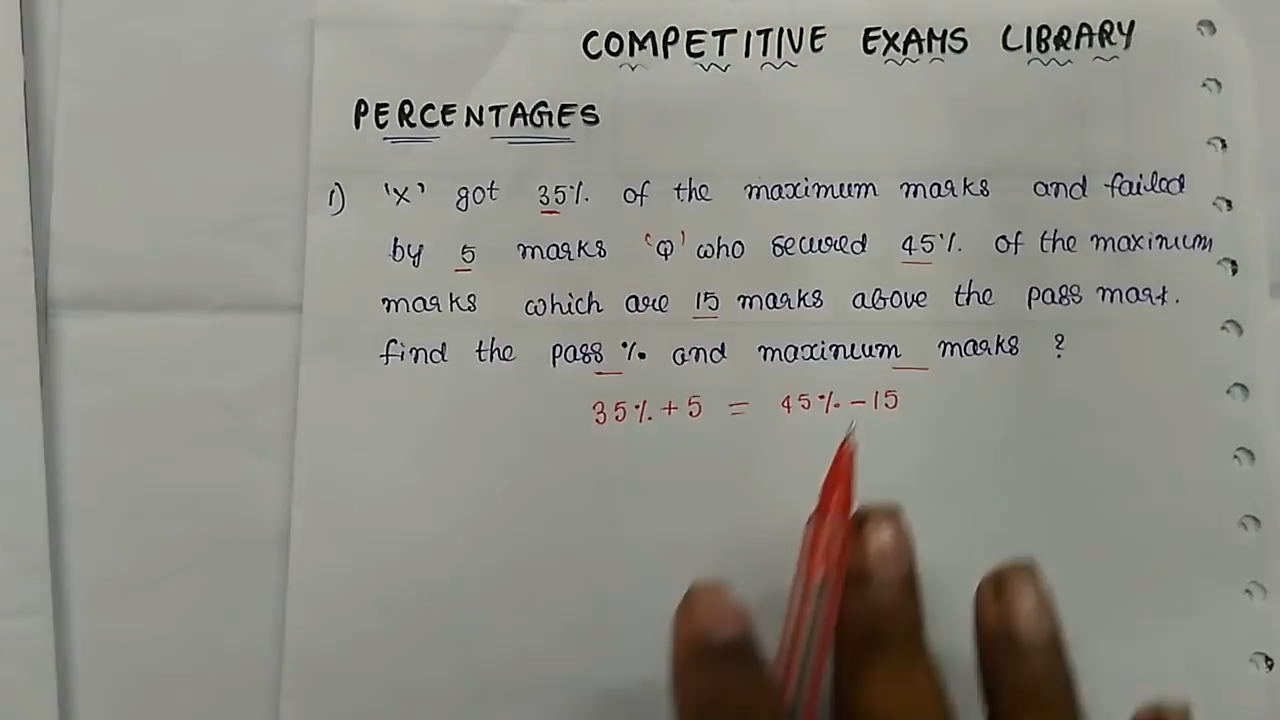 COMPETITIVE EXAMS LIBRARY
PERCENTAGES
1) 'x' got 35% of the maximum marks and failed
by 5 marks 'Q' who secured 45% of the maximum
marks which are 15 marks above the pass mark.
find the pass % and maximum marks ?
35% + 5 = 45% - 15